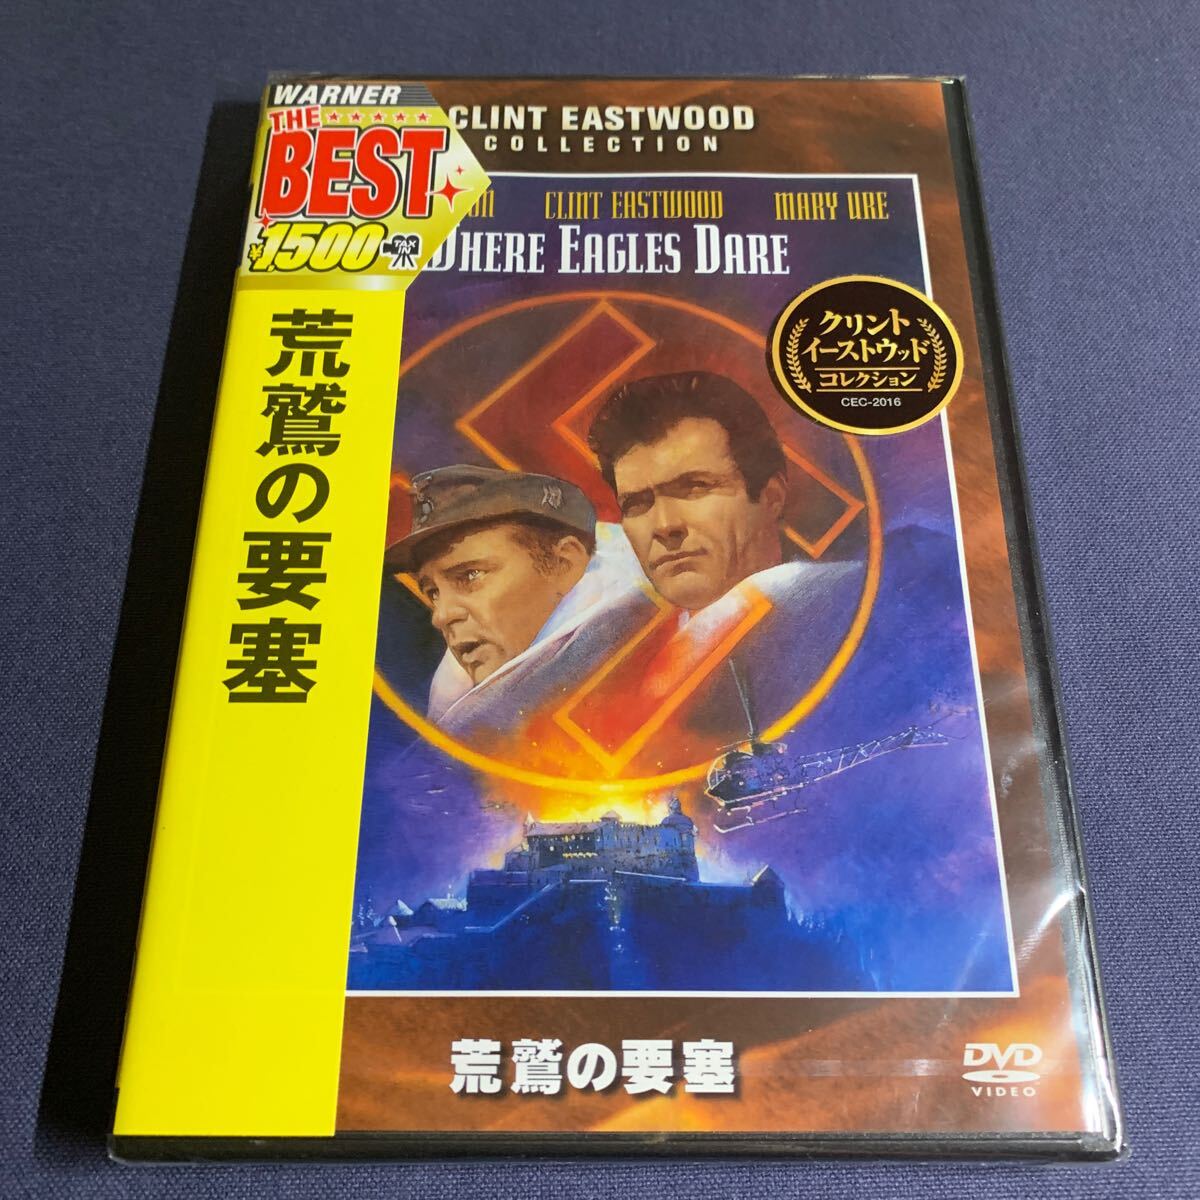 WARNER
THE
BEST
¥1500 TAX IN
荒鷲の要塞
CLINT EASTWOOD
COLLECTION
CLINT EASTWOOD MARY URE
WHERE EAGLES DARE
クリント
イーストウッド
コレクション
CEC-2016
荒鷲の要塞
DVD
VIDEO